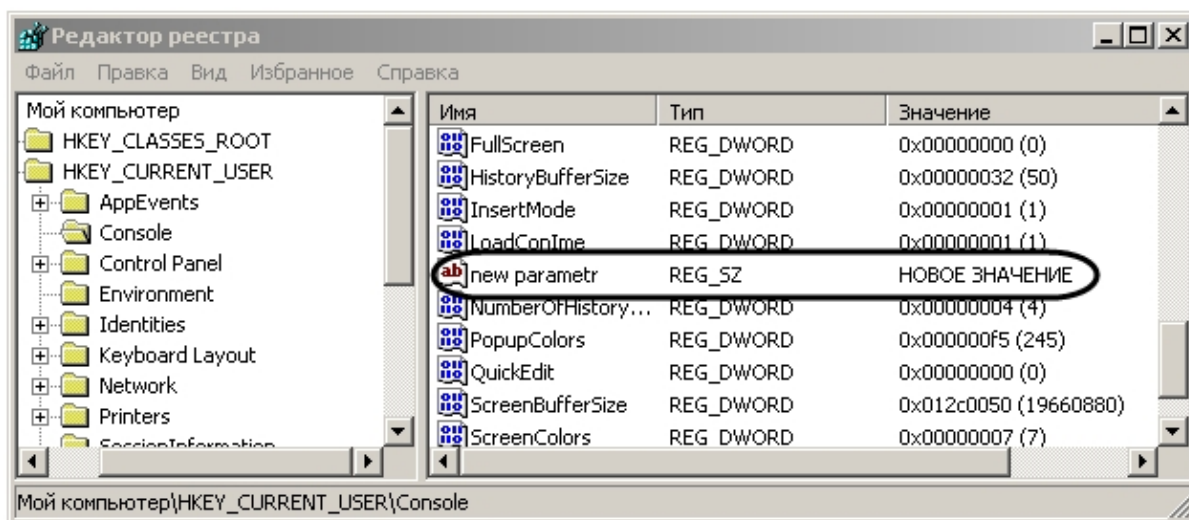 Редактор реестра
Файл Правка Вид Избранное Справка
Мой компьютер
HKEY_CLASSES_ROOT
HKEY_CURRENT_USER
AppEvents
Console
Control Panel
Environment
Identities
Keyboard Layout
Network
Printers
SessionInformation
Имя Тип Значение
FullScreen REG_DWORD 0x00000000 (0)
HistoryBufferSize REG_DWORD 0x00000032 (50)
InsertMode REG_DWORD 0x00000001 (1)
LoadConIme REG_DWORD 0x00000001 (1)
ab new parametr REG_SZ НОВОЕ ЗНАЧЕНИЕ
NumberOfHistory... REG_DWORD 0x00000004 (4)
PopupColors REG_DWORD 0x000000f5 (245)
QuickEdit REG_DWORD 0x00000000 (0)
ScreenBufferSize REG_DWORD 0x012c0050 (19660880)
ScreenColors REG_DWORD 0x00000007 (7)
Мой компьютер\HKEY_CURRENT_USER\Console